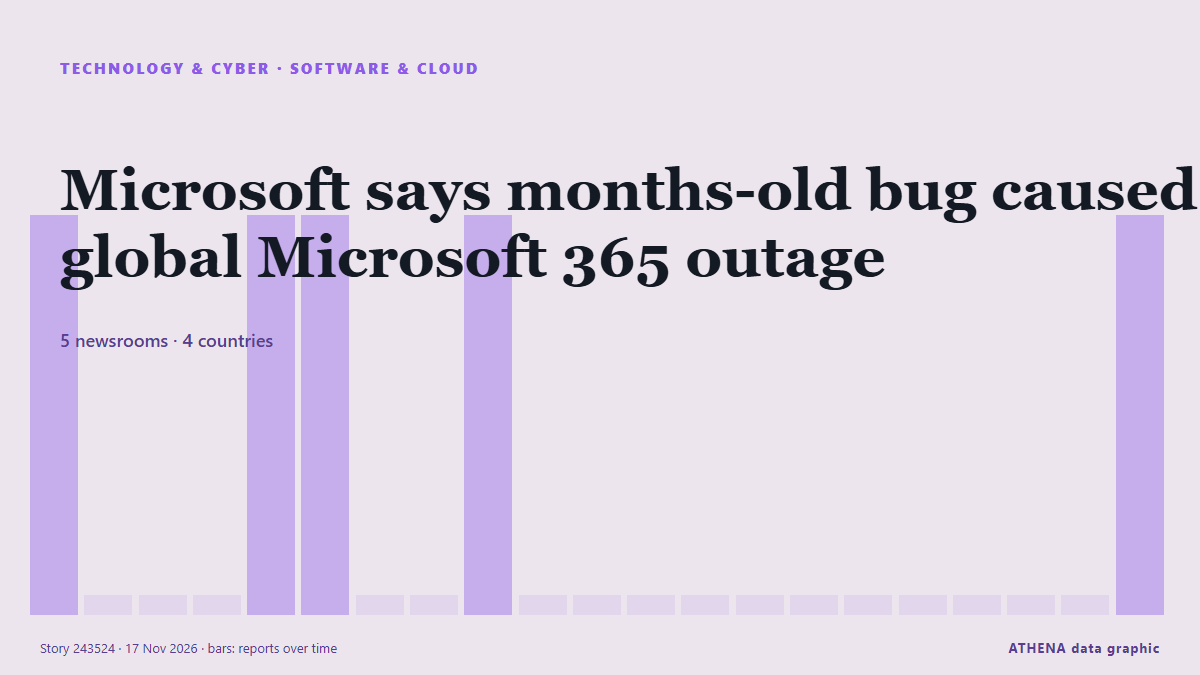 TECHNOLOGY & CYBER · SOFTWARE & CLOUD
Microsoft says months-old bug caused
global Microsoft 365 outage
5 newsrooms · 4 countries
Story 243524 · 17 Nov 2026 · bars: reports over time
ATHENA data graphic